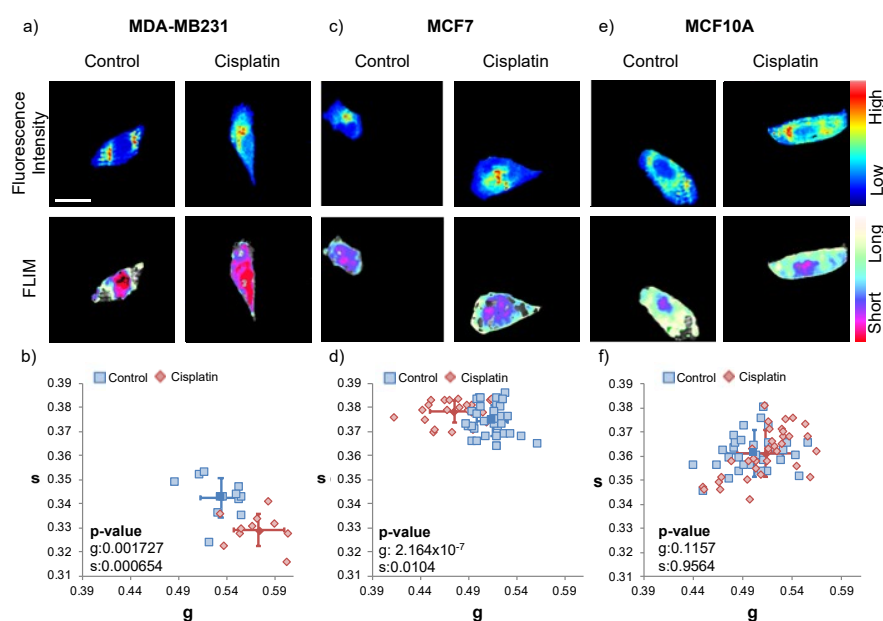 a) MDA-MB231 c) MCF7 e) MCF10A
Control Cisplatin Control Cisplatin Control Cisplatin
Fluorescence
Intensity
High
Low
FLIM
Long
Short
b) d) f)
Control Cisplatin
0.39
0.38
0.37
0.36
s
0.35
0.34
0.33
0.32
0.31
p-value
g:0.001727
s:0.000654
0.39 0.44 0.49 0.54 0.59
g
Control Cisplatin
0.39
0.38
0.37
0.36
s
0.35
0.34
0.33
0.32
0.31
p-value
g: 2.164x10⁻⁷
s:0.0104
0.39 0.44 0.49 0.54 0.59
g
Control Cisplatin
0.39
0.38
0.37
0.36
s
0.35
0.34
0.33
0.32
0.31
p-value
g:0.1157
s:0.9564
0.39 0.44 0.49 0.54 0.59
g